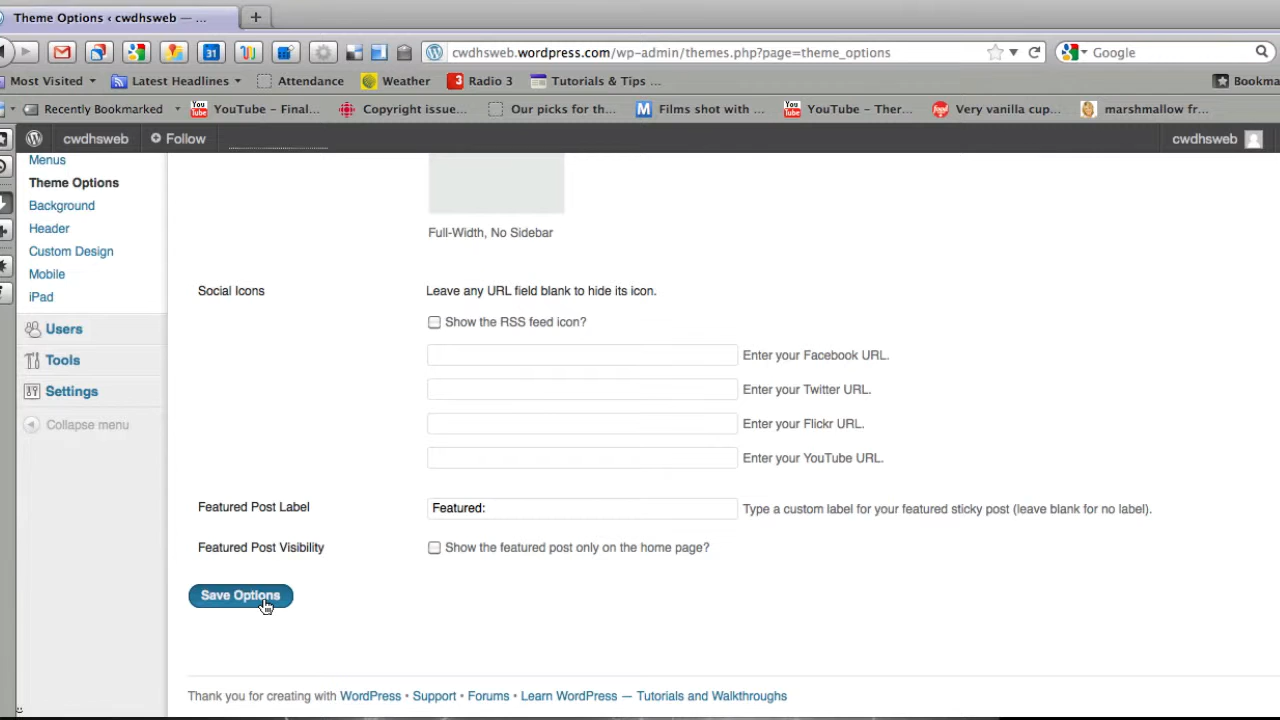 Theme Options ‹ cwdhsweb — ...
cwdhsweb.wordpress.com/wp-admin/themes.php?page=theme_options
Google
Most Visited
Latest Headlines
Attendance
Weather
3 Radio 3
Tutorials & Tips ...
Bookma
Recently Bookmarked
You Tube YouTube – Final...
Copyright issue...
Our picks for th...
M Films shot with ...
You Tube YouTube – Ther...
Very vanilla cup...
marshmallow fr...
cwdhsweb
Follow
cwdhsweb
Menus
Theme Options
Background
Header
Custom Design
Mobile
iPad
Users
Tools
Settings
Collapse menu
Full-Width, No Sidebar
Social Icons
Leave any URL field blank to hide its icon.
Show the RSS feed icon?
Enter your Facebook URL.
Enter your Twitter URL.
Enter your Flickr URL.
Enter your YouTube URL.
Featured Post Label
Featured:
Type a custom label for your featured sticky post (leave blank for no label).
Featured Post Visibility
Show the featured post only on the home page?
Save Options
Thank you for creating with WordPress • Support • Forums • Learn WordPress — Tutorials and Walkthroughs